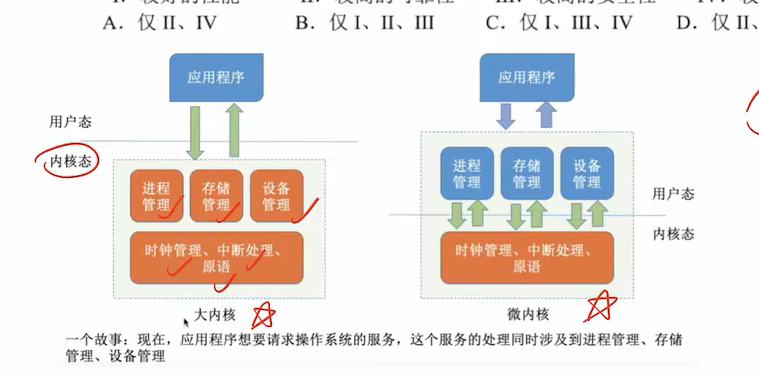 A. 仅 II、IV B. 仅 I、II、III C. 仅 I、III、IV D. 仅 II、
应用程序 应用程序
用户态
内核态
进程管理 存储管理 设备管理
进程管理 存储管理 设备管理
用户态
内核态
时钟管理、中断处理、
原语
时钟管理、中断处理、
原语
大内核 微内核
一个故事：现在，应用程序想要请求操作系统的服务，这个服务的处理同时涉及到进程管理、存储
管理、设备管理